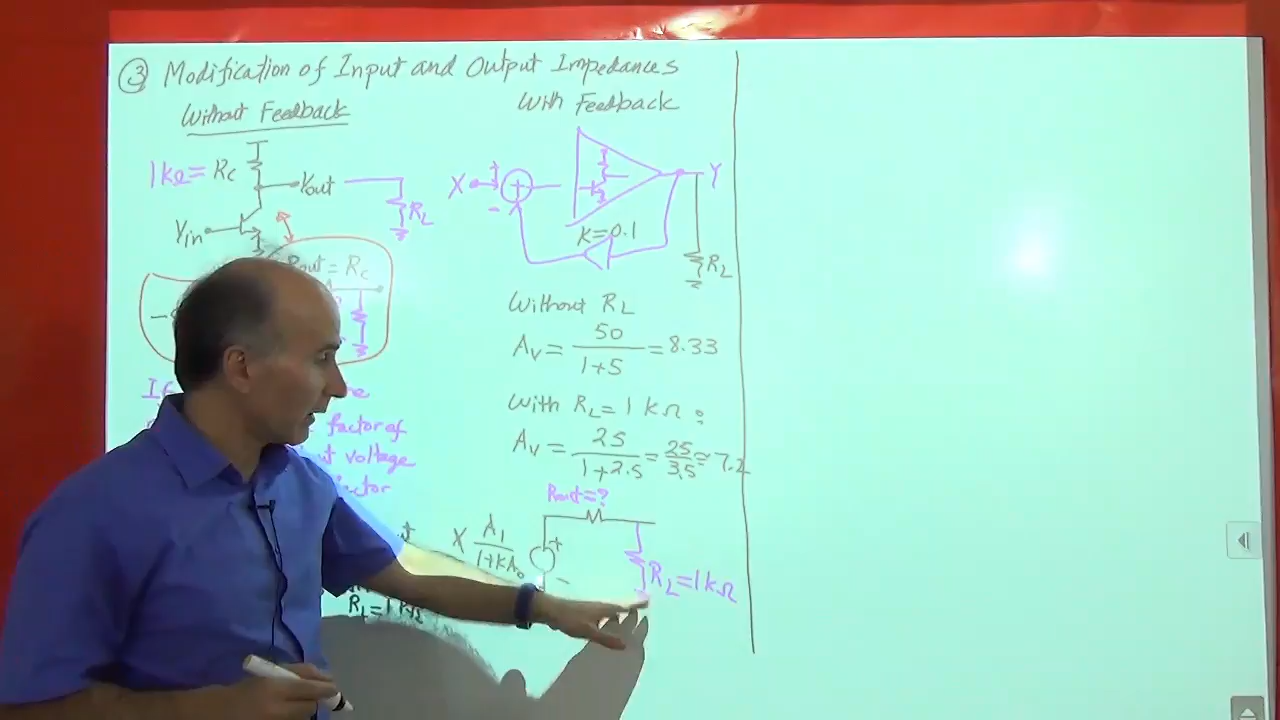 ③ Modification of Input and Output Impedances
Without Feedback
1kΩ = Rc
Vout
RL
Vin
Rout = Rc
If
factor of
voltage
RL = 1 kΩ
With Feedback
X
+
+
-
Y
K = 0.1
RL
Without RL
Av = 50 / 1+5 = 8.33
With RL = 1 kΩ :
Av = 25 / 1+2.5 = 25 / 3.5 ≈ 7.2
Rout = ?
X A1 / 1+KA0
+
-
RL = 1 kΩ